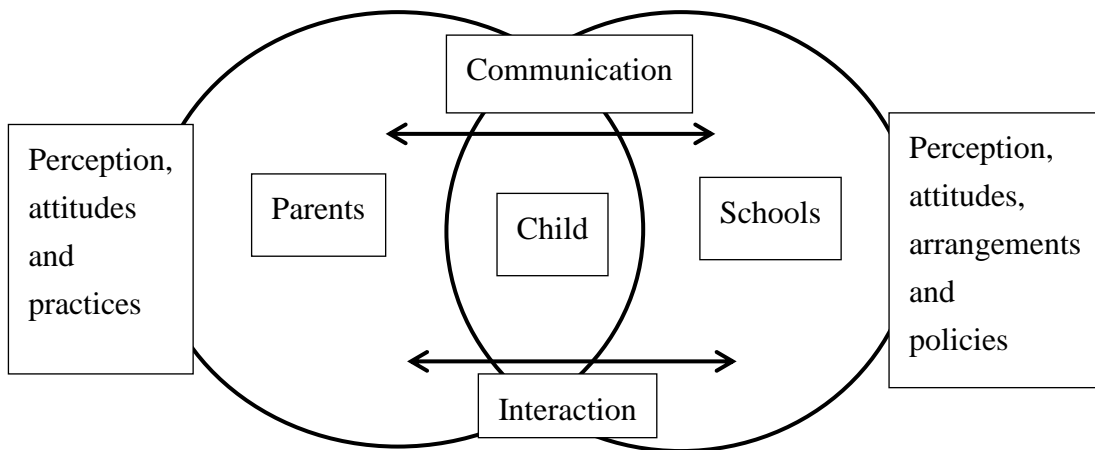 Communication
Perception,
attitudes
and
practices
Parents
Child
Schools
Perception,
attitudes,
arrangements
and
policies
Interaction